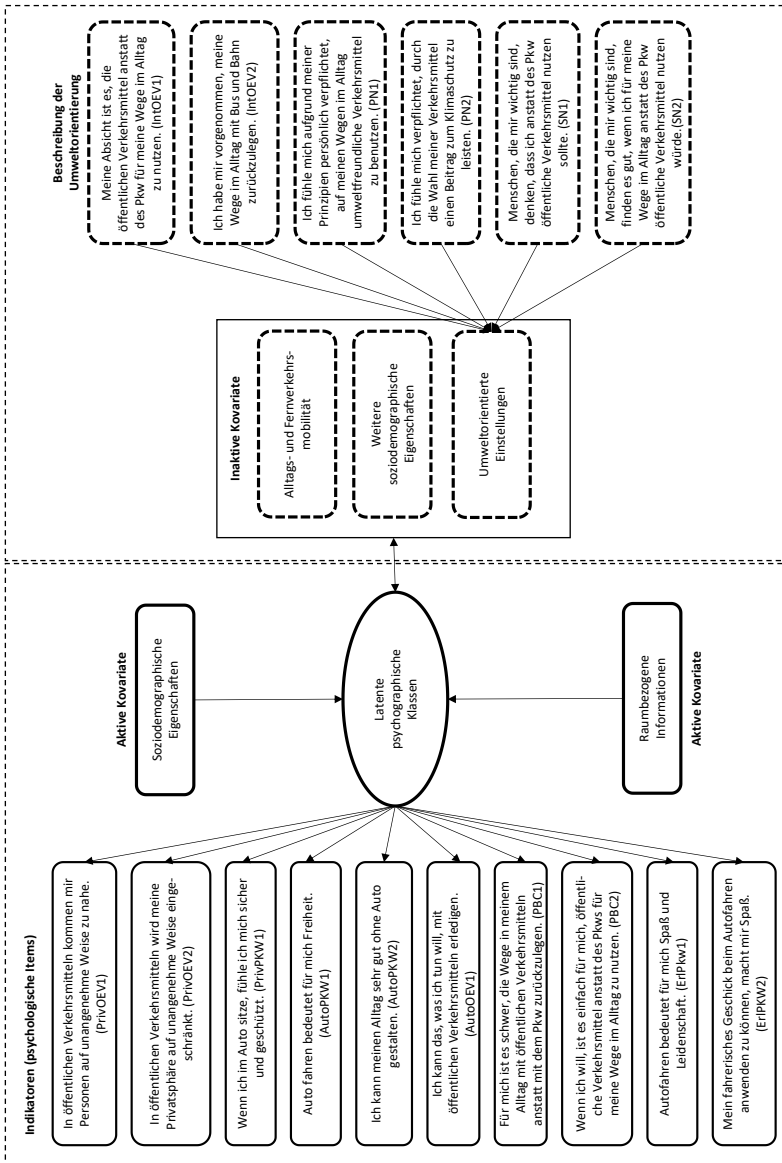 Indikatoren (psychologische Items)
In öffentlichen Verkehrsmitteln kommen mir
Personen auf unangenehme Weise zu nahe.
(PrivOEV1)
In öffentlichen Verkehrsmitteln wird meine
Privatsphäre auf unangenehme Weise einge-
schränkt. (PrivOEV2)
Wenn ich im Auto sitze, fühle ich mich sicher
und geschützt. (PrivPKW1)
Auto fahren bedeutet für mich Freiheit.
(AutoPKW1)
Ich kann meinen Alltag sehr gut ohne Auto
gestalten. (AutoPKW2)
Ich kann das, was ich tun will, mit
öffentlichen Verkehrsmitteln erledigen.
(AutoOEV1)
Für mich ist es schwer, die Wege in meinem
Alltag mit öffentlichen Verkehrsmitteln
anstatt mit dem Pkw zurückzulegen. (PBC1)
Wenn ich will, ist es einfach für mich, öffentli-
che Verkehrsmittel anstatt des Pkws für
meine Wege im Alltag zu nutzen. (PBC2)
Autofahren bedeutet für mich Spaß und
Leidenschaft. (ErlPKw1)
Mein fahrerisches Geschick beim Autofahren
anwenden zu können, macht mir Spaß.
(ErlPKW2)
Aktive Kovariate
Soziodemographische
Eigenschaften
Latente
psychographische
Klassen
Raumbezogene
Informationen
Aktive Kovariate
Inaktive Kovariate
Alltags- und Fernverkehrs-
mobilität
Weitere
soziodemographische
Eigenschaften
Umweltorientierte
Einstellungen
Beschreibung der
Umweltorientierung
Meine Absicht ist es, die
öffentlichen Verkehrsmittel anstatt
des Pkw für meine Wege im Alltag
zu nutzen. (IntOEV1)
Ich habe mir vorgenommen, meine
Wege im Alltag mit Bus und Bahn
zurückzulegen. (IntOEV2)
Ich fühle mich aufgrund meiner
Prinzipien persönlich verpflichtet,
auf meinen Wegen im Alltag
umweltfreundliche Verkehrsmittel
zu benutzen. (PN1)
Ich fühle mich verpflichtet, durch
die Wahl meiner Verkehrsmittel
einen Beitrag zum Klimaschutz zu
leisten. (PN2)
Menschen, die mir wichtig sind,
denken, dass ich anstatt des Pkw
öffentliche Verkehrsmittel nutzen
sollte. (SN1)
Menschen, die mir wichtig sind,
finden es gut, wenn ich für meine
Wege im Alltag anstatt des Pkw
öffentliche Verkehrsmittel nutzen
würde.(SN2)